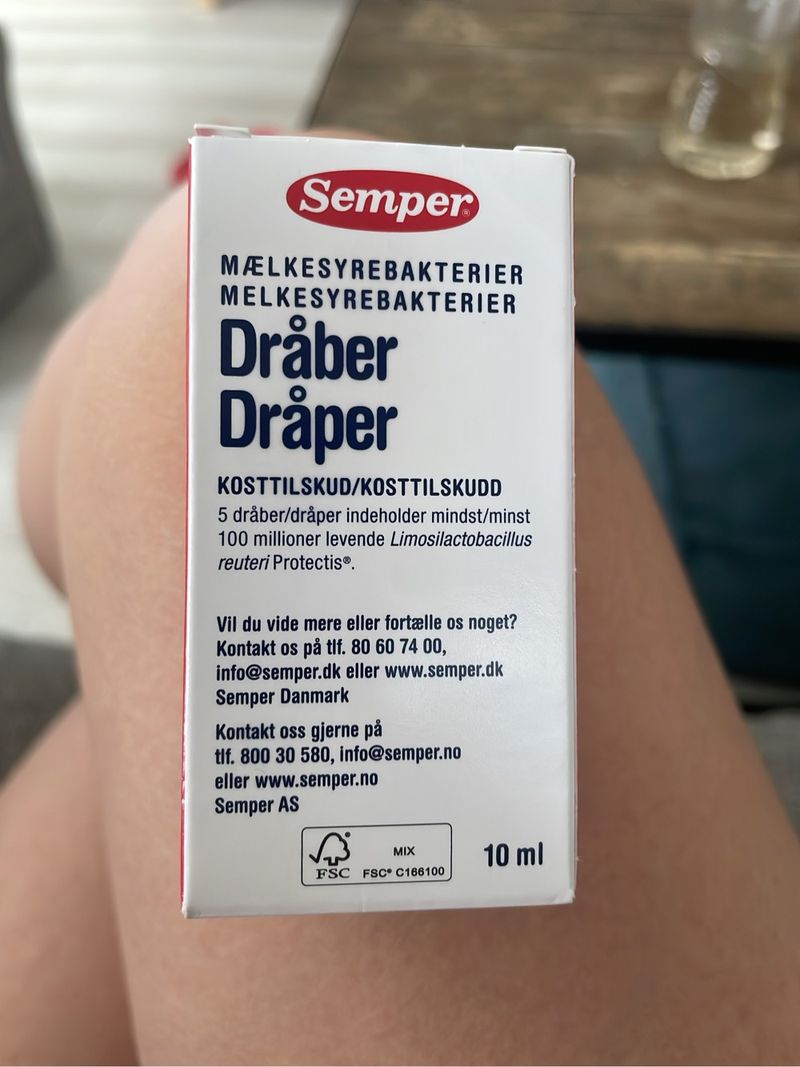 Semper®
MÆLKESYREBAKTERIER
MELKESYREBAKTERIER
Dråber
Dråper
KOSTTILSKUD/KOSTTILSKUDD
5 dråber/dråper indeholder mindst/minst
100 millioner levende Limosilactobacillus
reuteri Protectis®.
Vil du vide mere eller fortælle os noget?
Kontakt os på tlf. 80 60 74 00,
info@semper.dk eller www.semper.dk
Semper Danmark
Kontakt oss gjerne på
tlf. 800 30 580, info@semper.no
eller www.semper.no
Semper AS
MIX
FSC FSC® C166100
10 ml